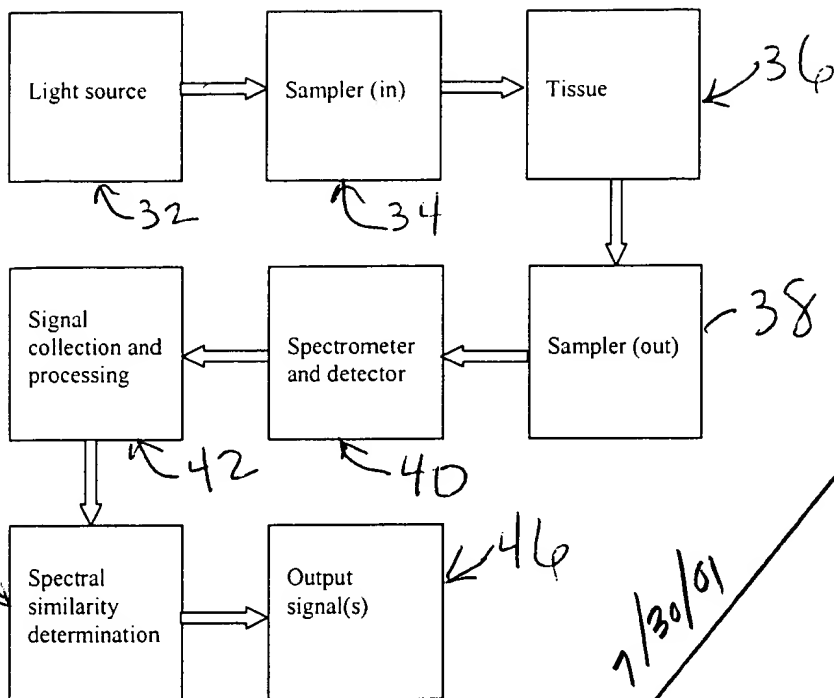 Light source
Sampler (in)
Tissue
36
32
34
Signal
collection and
processing
Spectrometer
and detector
Sampler (out)
38
42
40
Spectral
similarity
determination
Output
signal(s)
46
7/30/01